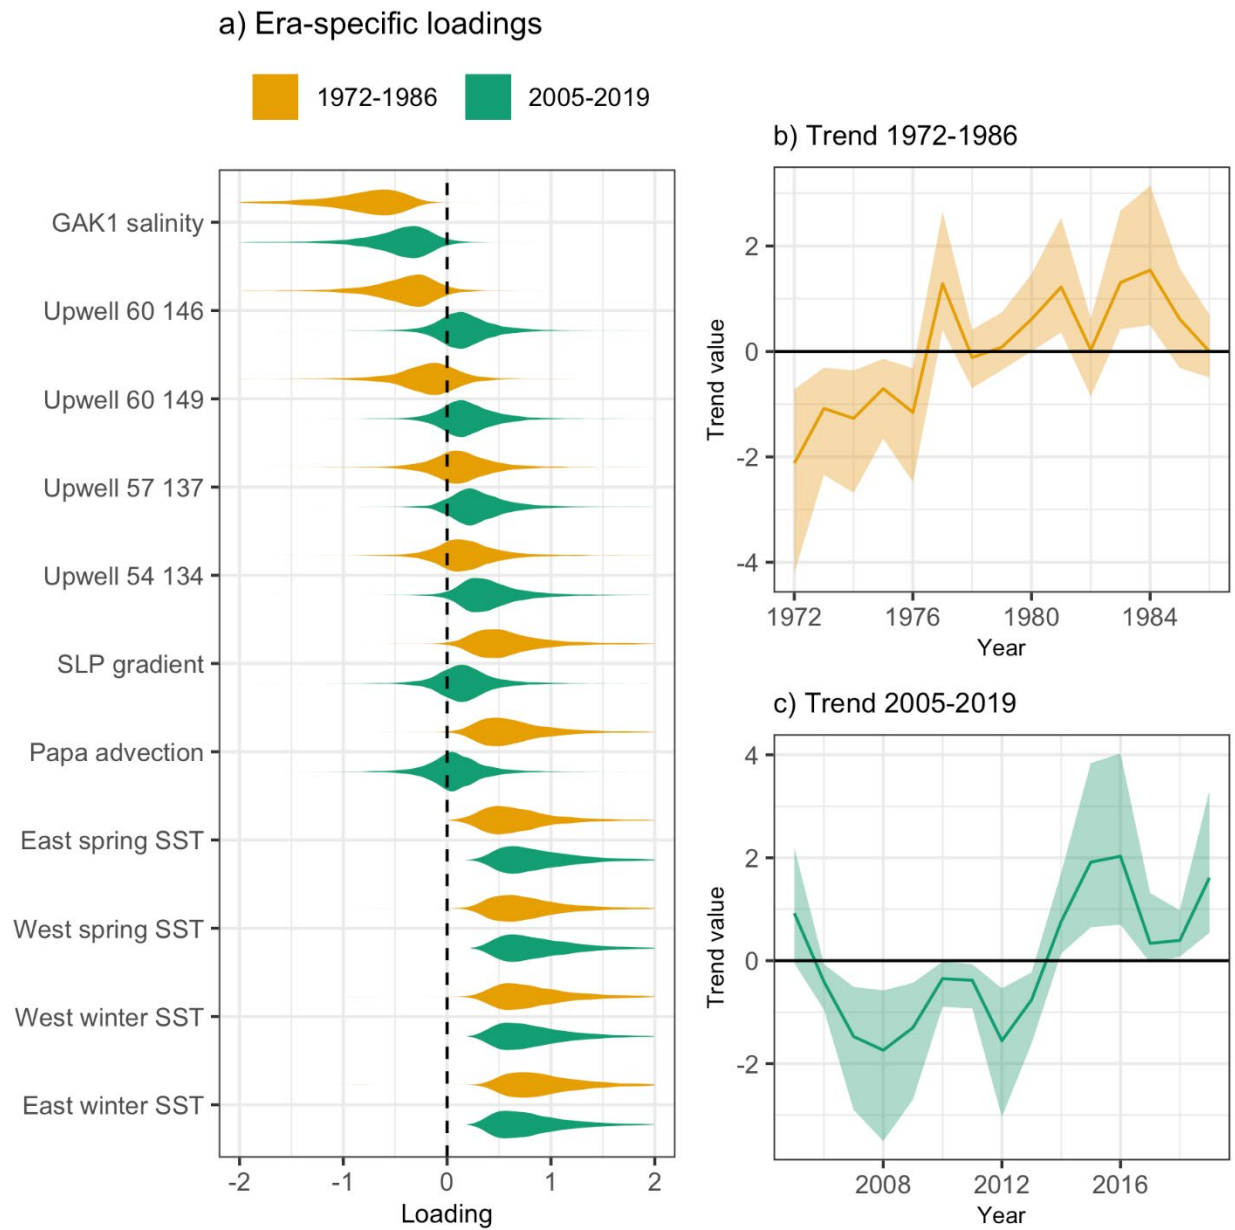 a) Era-specific loadings
1972-1986 2005-2019
GAK1 salinity
Upwell 60 146
Upwell 60 149
Upwell 57 137
Upwell 54 134
SLP gradient
Papa advection
East spring SST
West spring SST
West winter SST
East winter SST
-2 -1 0 1 2
Loading
b) Trend 1972-1986
Trend value
2
0
-2
-4
1972 1976 1980 1984
Year
c) Trend 2005-2019
Trend value
4
2
0
-2
2008 2012 2016
Year